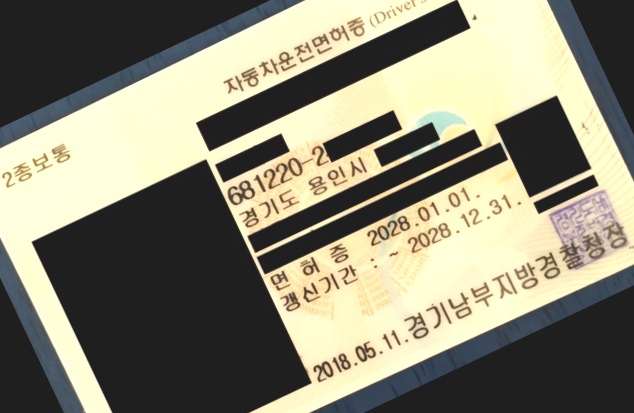 자동차운전면허증 (Driver's
2종보통
681220-2
경기도 용인시
면 허 증 2028.01.01.
갱신기간 : ~ 2028.12.31.
2018.05.11.경기남부지방경찰청장